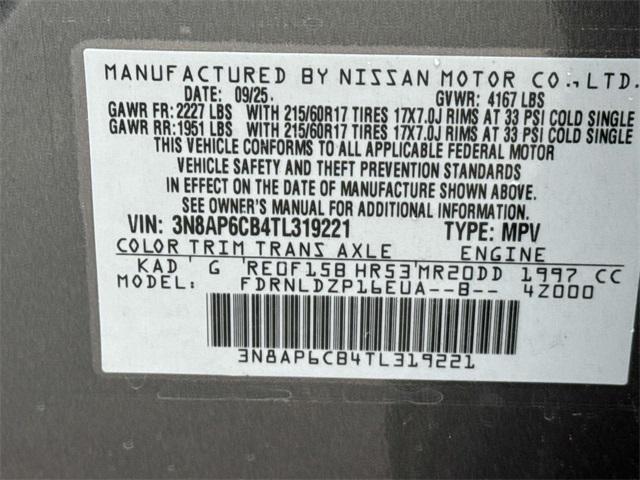 MANUFACTURED BY NISSAN MOTOR CO., LTD.
DATE: 09/25. GVWR: 4167 LBS
GAWR FR: 2227 LBS WITH 215/60R17 TIRES 17X7.0J RIMS AT 33 PSI COLD SINGLE
GAWR RR: 1951 LBS WITH 215/60R17 TIRES 17X7.0J RIMS AT 33 PSI COLD SINGLE
THIS VEHICLE CONFORMS TO ALL APPLICABLE FEDERAL MOTOR
VEHICLE SAFETY AND THEFT PREVENTION STANDARDS
IN EFFECT ON THE DATE OF MANUFACTURE SHOWN ABOVE.
SEE OWNER'S MANUAL FOR ADDITIONAL INFORMATION.
VIN: 3N8AP6CB4TL319221 TYPE: MPV
COLOR TRIM TRANS AXLE ENGINE
KAD G RE0F15B HR53 MR20DD 1997 CC
MODEL: FDRNLDZP16EUA--B-- 4Z000
3N8AP6CB4TL319221